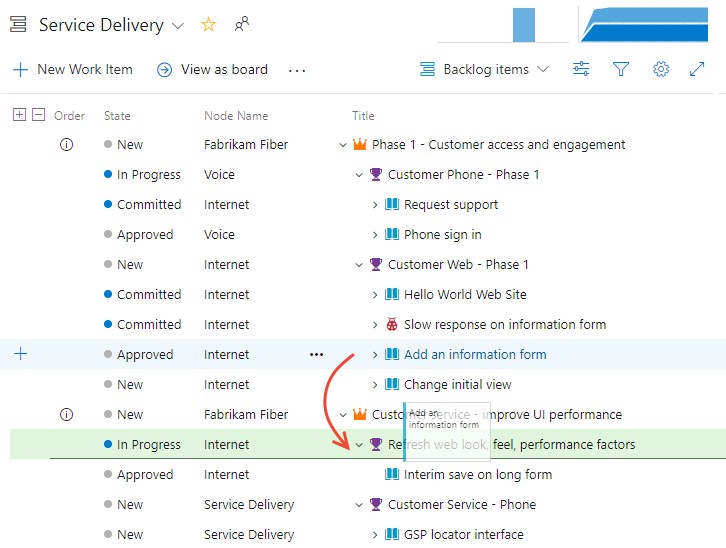 Service Delivery
New Work Item View as board ... Backlog items
Order State Node Name Title
New Fabrikam Fiber Phase 1 - Customer access and engagement
In Progress Voice Customer Phone - Phase 1
Committed Internet Request support
Approved Voice Phone sign in
New Internet Customer Web - Phase 1
Committed Internet Hello World Web Site
Committed Internet Slow response on information form
Approved Internet ... Add an information form
New Internet Change initial view
New Fabrikam Fiber Customer service - improve UI performance
Add an
information form
In Progress Internet Refresh web look, feel, performance factors
Approved Internet Interim save on long form
New Service Delivery Customer Service - Phone
New Service Delivery GSP locator interface